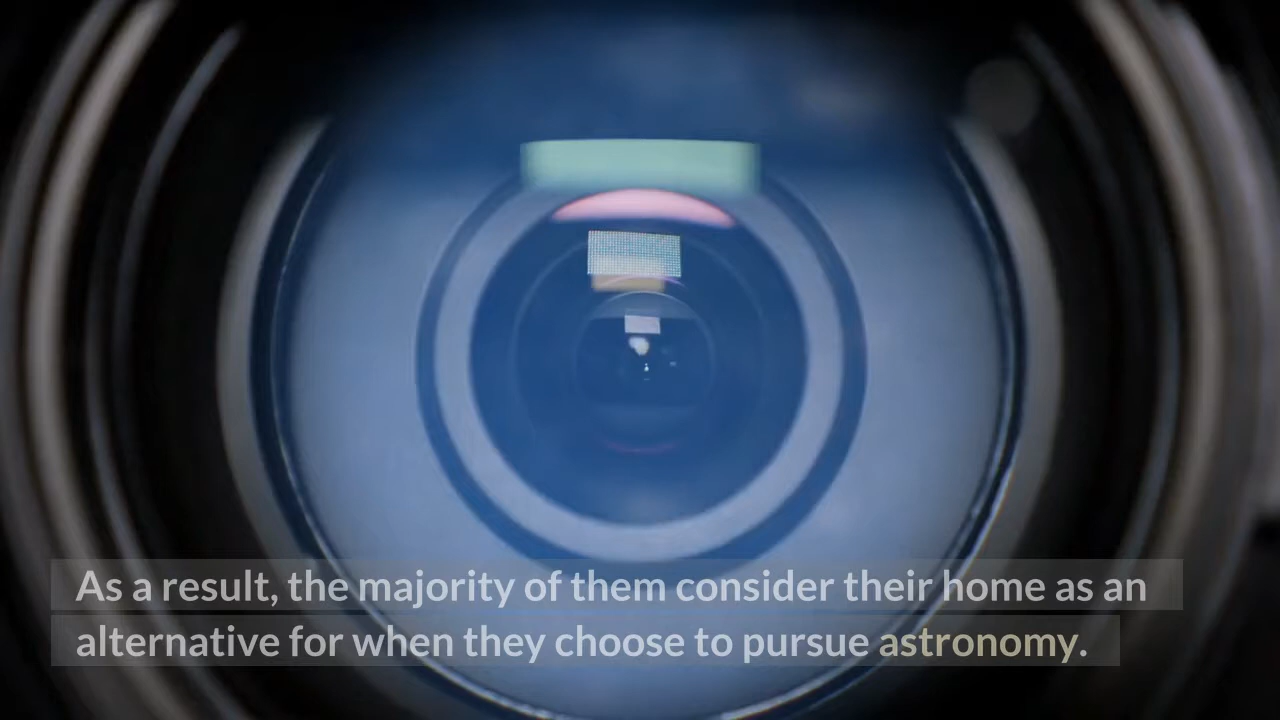 As a result, the majority of them consider their home as an
alternative for when they choose to pursue astronomy.